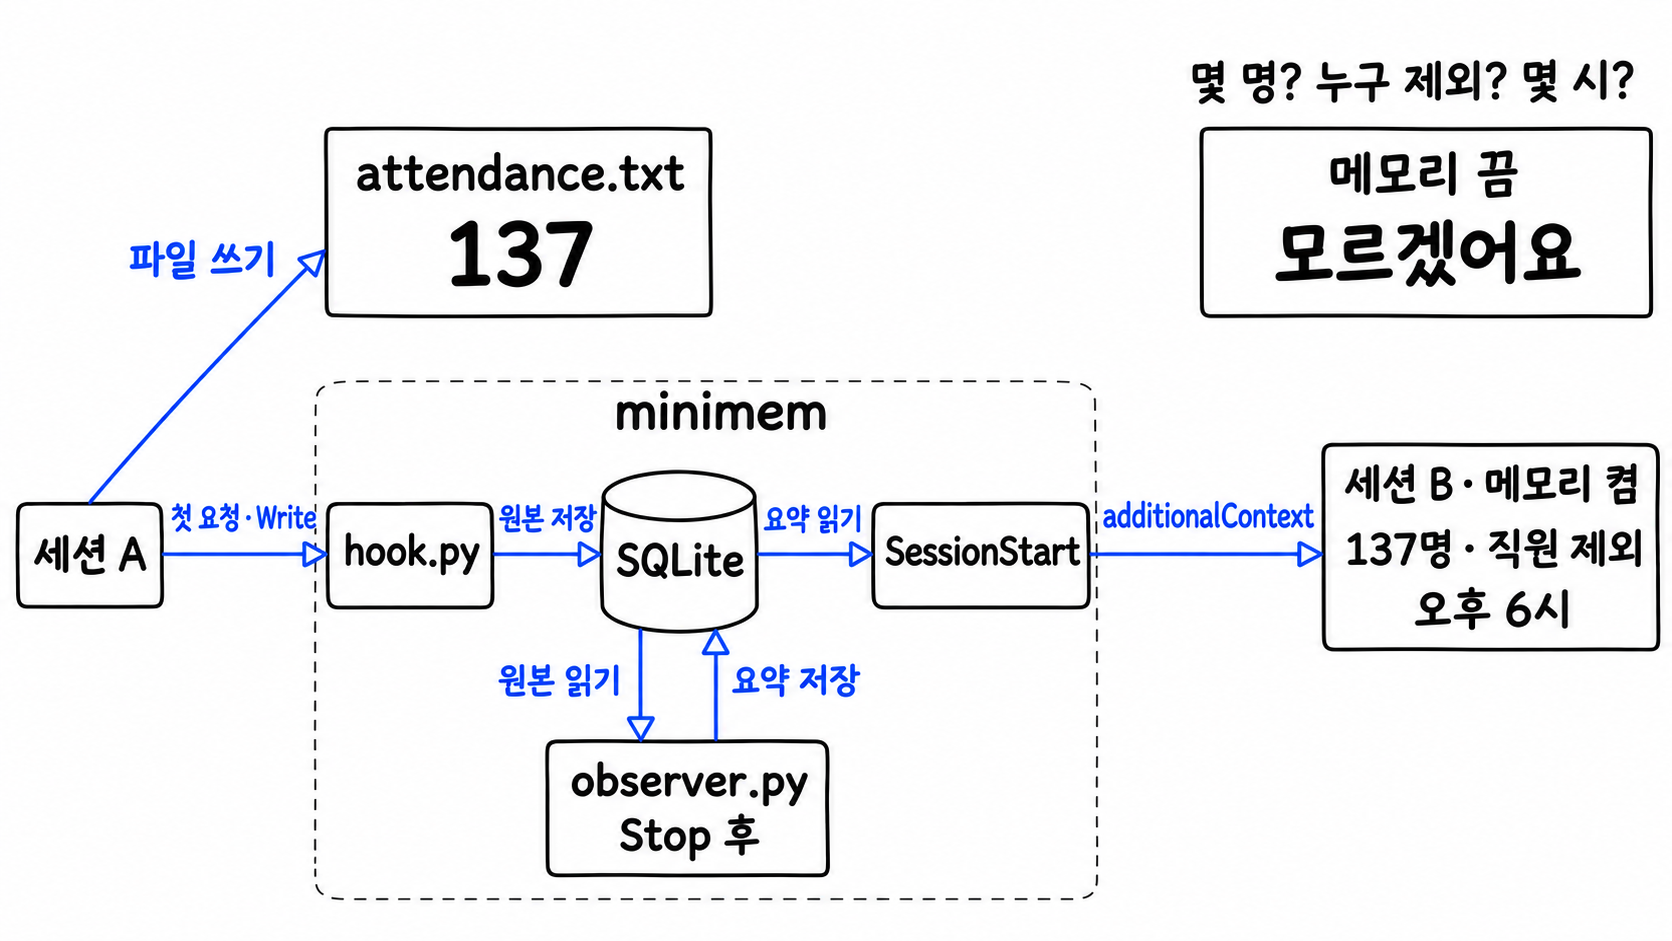 몇 명? 누구 제외? 몇 시?
attendance.txt
137
메모리 끔
모르겠어요
파일 쓰기
minimem
세션 A
첫 요청·Write
hook.py
원본 저장
SQLite
요약 읽기
SessionStart
additionalContext
세션 B · 메모리 켬
137명 · 직원 제외
오후 6시
원본 읽기
요약 저장
observer.py
Stop 후